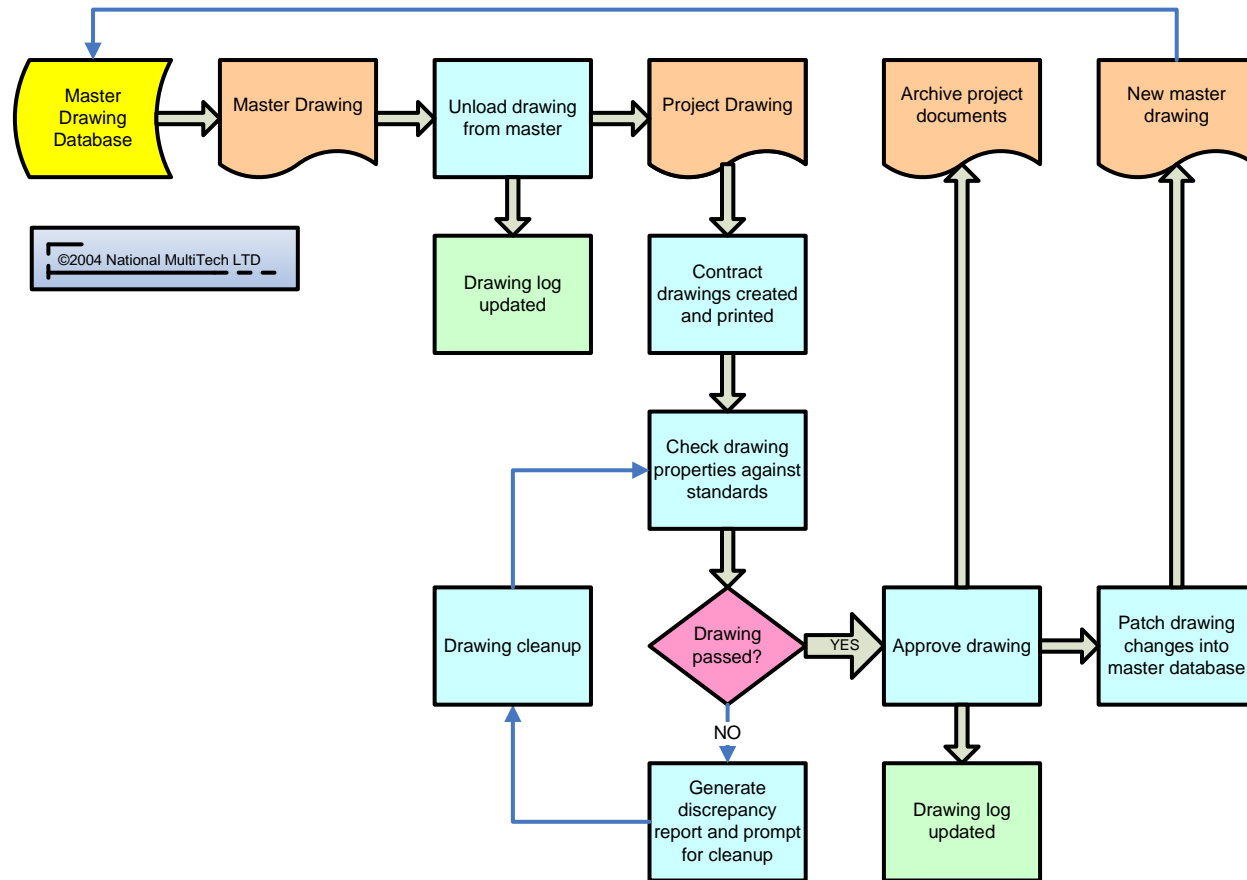 Master
Drawing
Database
Master Drawing
Unload drawing
from master
Project Drawing
Archive project
documents
New master
drawing
©2004 National MultiTech LTD
Drawing log
updated
Contract
drawings created
and printed
Check drawing
properties against
standards
Drawing cleanup
Drawing
passed?
YES
Approve drawing
Patch drawing
changes into
master database
NO
Generate
discrepancy
report and prompt
for cleanup
Drawing log
updated